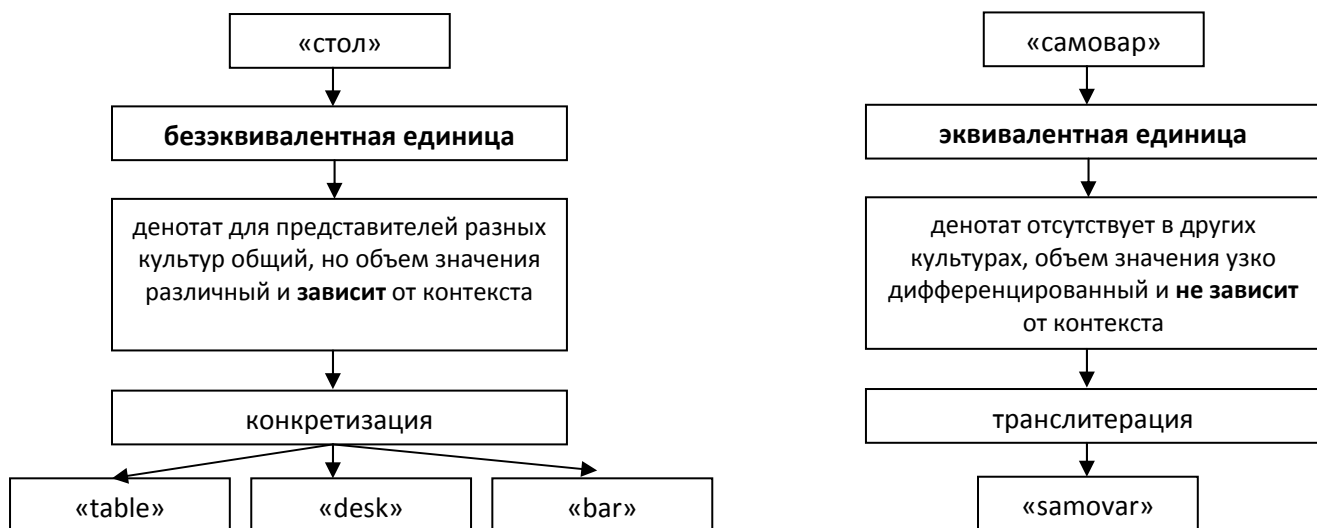 «стол»
безэквивалентная единица
денотат для представителей разных
культур общий, но объем значения
различный и зависит от контекста
конкретизация
«table»
«desk»
«bar»
«самовар»
эквивалентная единица
денотат отсутствует в других
культурах, объем значения узко
дифференцированный и не зависит
от контекста
транслитерация
«samovar»